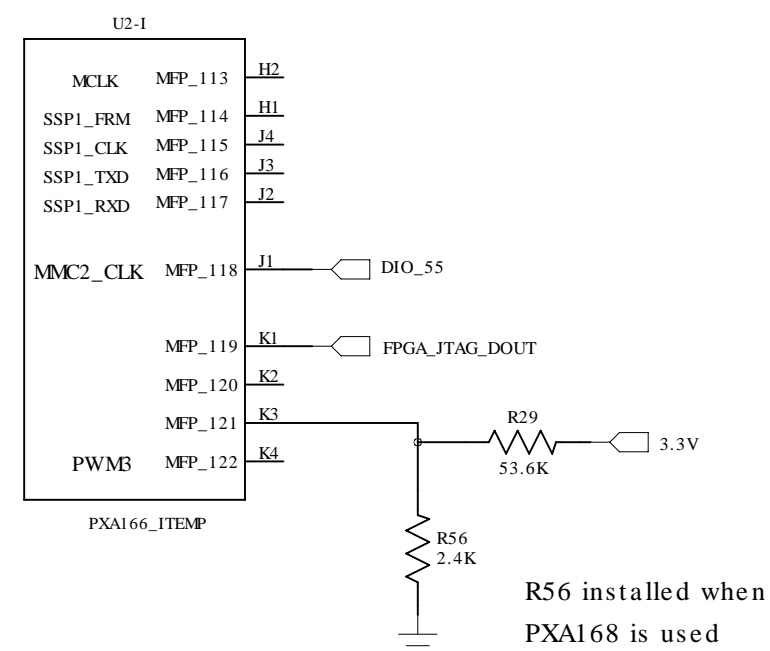 U2-I
MCLK MFP_113 H2
SSP1_FRM MFP_114 H1
SSP1_CLK MFP_115 J4
SSP1_TXD MFP_116 J3
SSP1_RXD MFP_117 J2
MMC2_CLK MFP_118 J1 DIO_55
MFP_119 K1 FPGA_JTAG_DOUT
MFP_120 K2
MFP_121 K3
R29
3.3V
53.6K
PWM3 MFP_122 K4
PXA166_ITEMP
R56
2.4K
R56 installed when
PXA168 is used